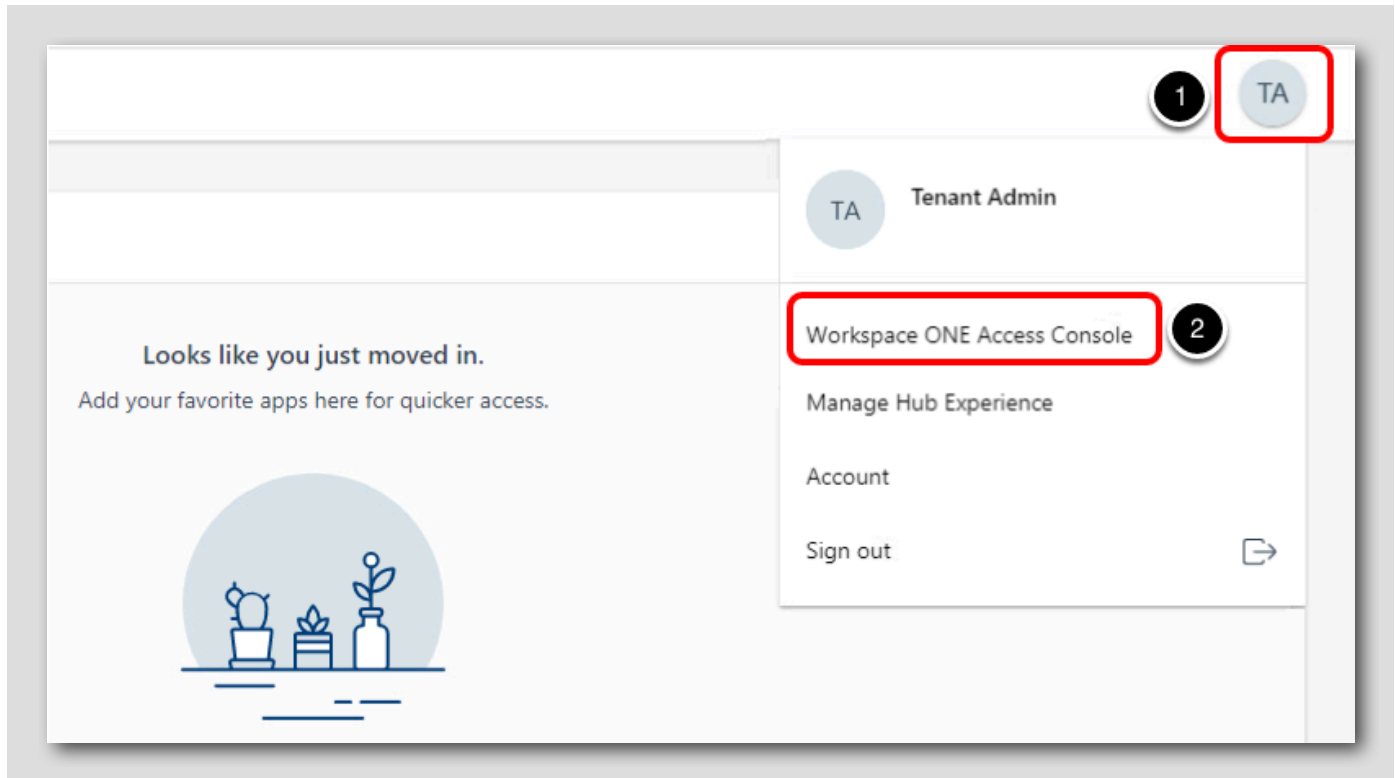 1
TA
TA
Tenant Admin
Looks like you just moved in.
Add your favorite apps here for quicker access.
Workspace ONE Access Console
2
Manage Hub Experience
Account
Sign out